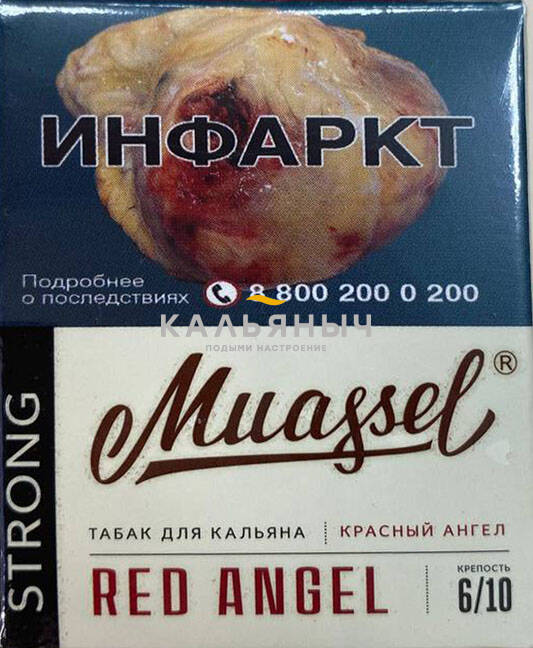 ИНФАРКТ
Подробнее
о последствиях 8 800 200 0 200
КАЛЬЯНЫЧ
ПОДЫМИ НАСТРОЕНИЕ
Muassel®
STRONG
ТАБАК ДЛЯ КАЛЬЯНА КРАСНЫЙ АНГЕЛ
RED ANGEL
КРЕПОСТЬ
6/10